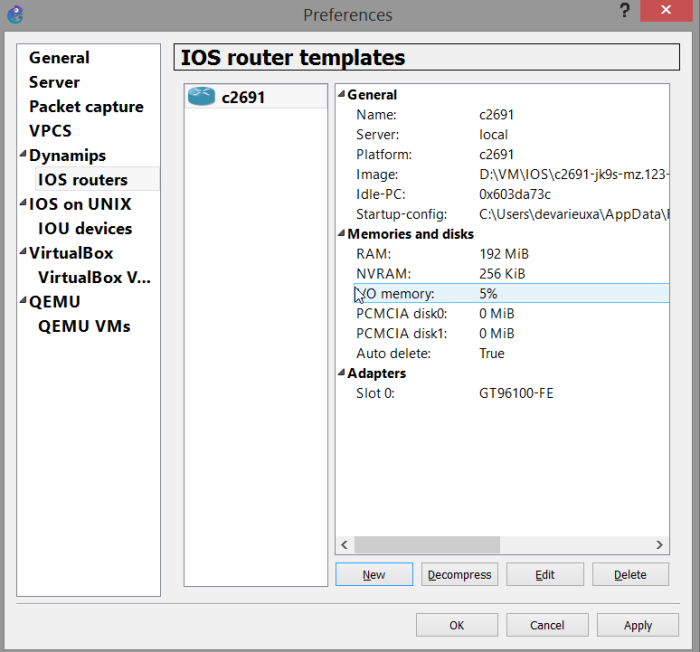 Preferences
?
General
Server
Packet capture
VPCS
Dynamips
IOS routers
IOS on UNIX
IOU devices
VirtualBox
VirtualBox V...
QEMU
QEMU VMs
IOS router templates
c2691
General
Name: c2691
Server: local
Platform: c2691
Image: D:\VM\IOS\c2691-jk9s-mz.123-
Idle-PC: 0x603da73c
Startup-config: C:\Users\devarieuxa\AppData\
Memories and disks
RAM: 192 MiB
NVRAM: 256 KiB
I/O memory: 5%
PCMCIA disk0: 0 MiB
PCMCIA disk1: 0 MiB
Auto delete: True
Adapters
Slot 0: GT96100-FE
New Decompress Edit Delete
OK Cancel Apply